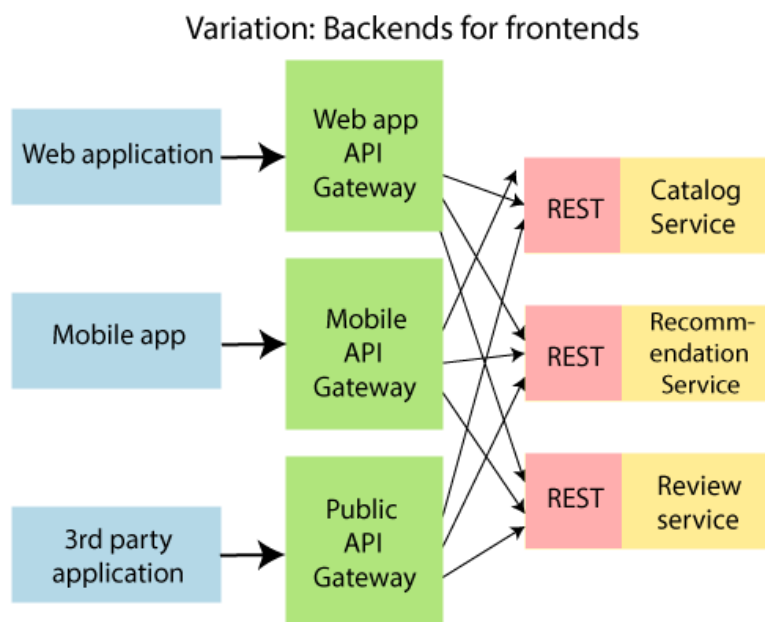 Variation: Backends for frontends
Web application
Web app
API
Gateway
REST
Catalog
Service
Mobile app
Mobile
API
Gateway
REST
Recomm-
endation
Service
3rd party
application
Public
API
Gateway
REST
Review
service